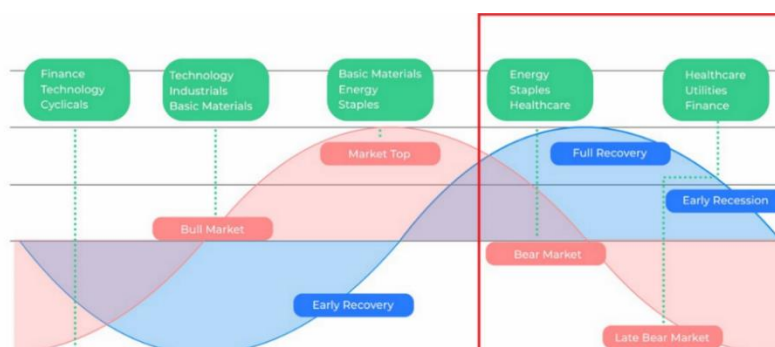 Finance
Technology
Cyclicals
Technology
Industrials
Basic Materials
Basic Materials
Energy
Staples
Energy
Staples
Healthcare
Healthcare
Utilities
Finance
Market Top
Full Recovery
Early Recession
Bull Market
Bear Market
Early Recovery
Late Bear Market